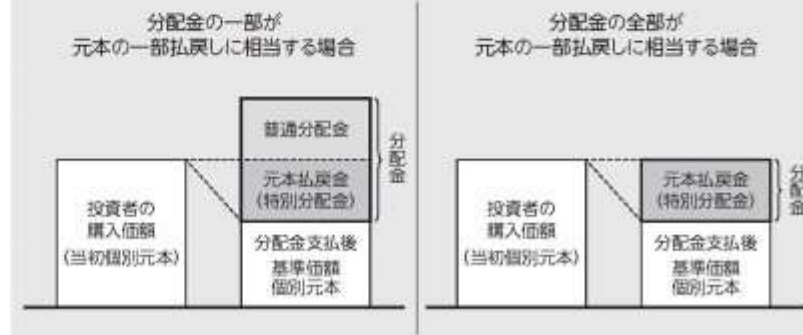 分配金の一部が
元本の一部払戻しに相当する場合
普通分配金
元本払戻金
(特別分配金)
分配金
投資者の
購入価額
(当初個別元本)
分配金支払後
基準価額
個別元本
分配金の全部が
元本の一部払戻しに相当する場合
元本払戻金
(特別分配金)
分配金
投資者の
購入価額
(当初個別元本)
分配金支払後
基準価額
個別元本